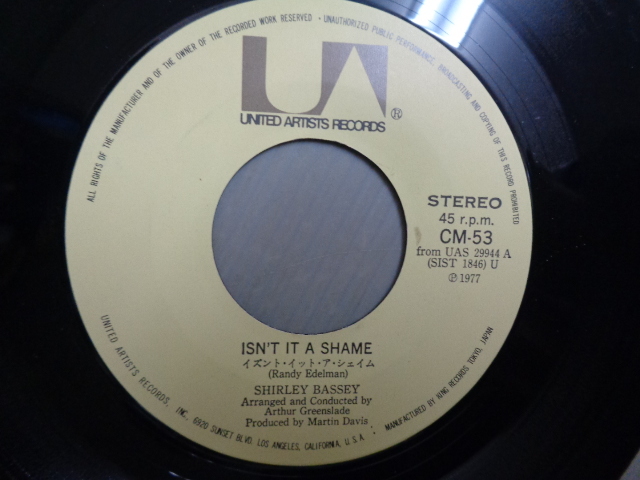 ALL RIGHTS OF THE MANUFACTURER AND OF THE OWNER OF THE RECORDED WORK RESERVED · UNAUTHORIZED PUBLIC PERFORMANCE, BROADCASTING AND COPYING OF THIS RECORD PROHIBITED
UA
®
UNITED ARTISTS RECORDS
STEREO
45 r.p.m.
CM-53
from UAS 29944 A
(SIST 1846) U
Ⓟ1977
ISN'T IT A SHAME
イズント・イット・ア・シェイム
(Randy Edelman)
SHIRLEY BASSEY
Arranged and Conducted by
Arthur Greenslade
Produced by Martin Davis
UNITED ARTISTS RECORDS, INC. 6920 SUNSET BLVD. LOS ANGELES, CALIFORNIA, U.S.A. MANUFACTURED BY KING RECORDS TOKYO, JAPAN